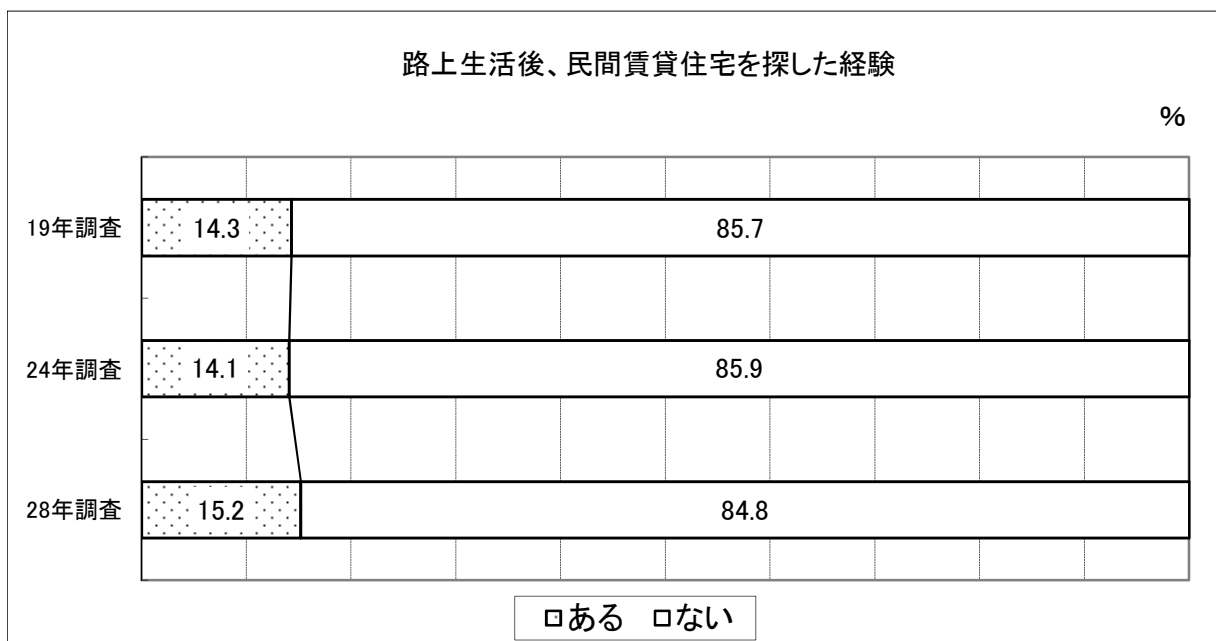 路上生活後、民間賃貸住宅を探した経験
%
19年調査 14.3 85.7
24年調査 14.1 85.9
28年調査 15.2 84.8
ある ない